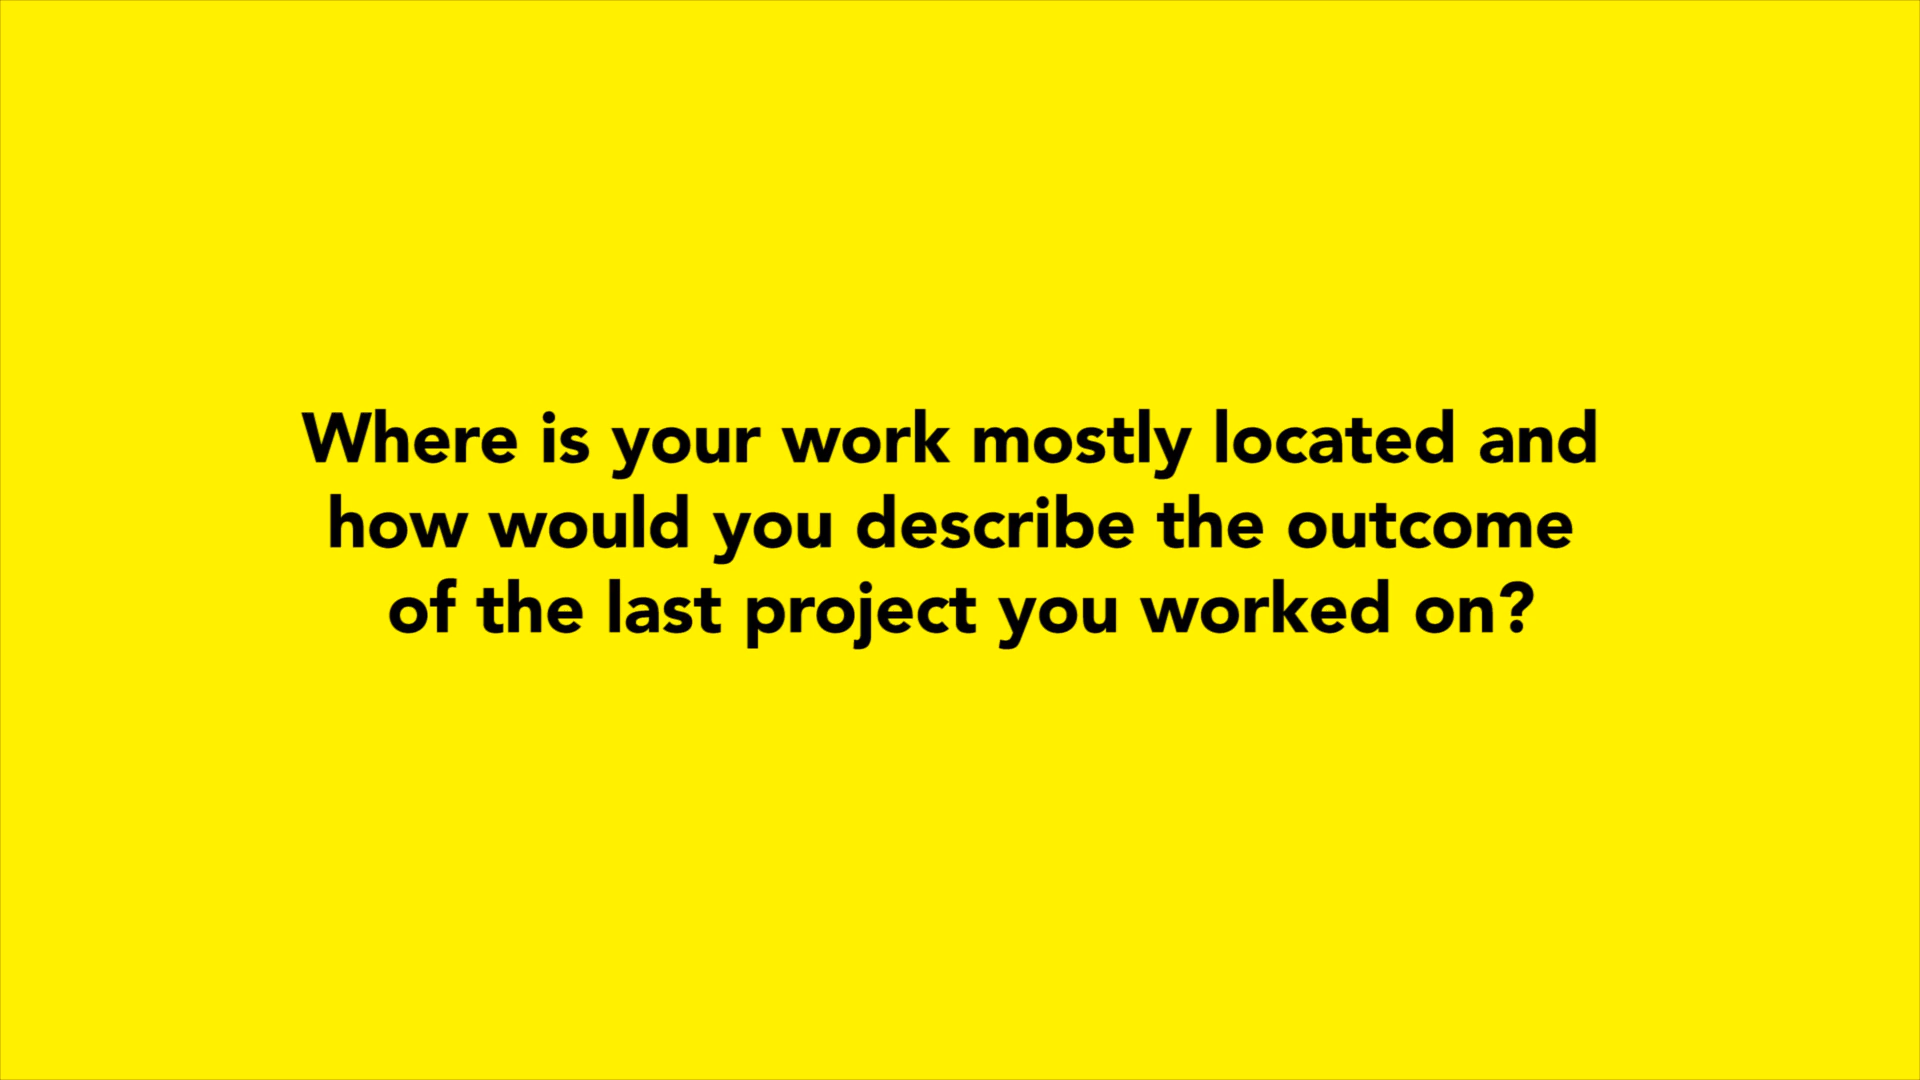 Where is your work mostly located and
how would you describe the outcome
of the last project you worked on?